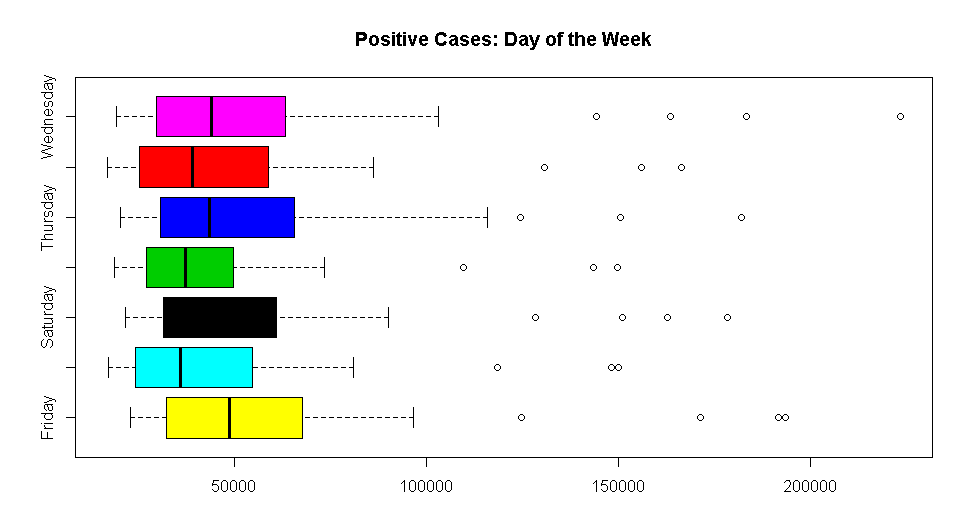 Positive Cases: Day of the Week
Wednesday
Thursday
Saturday
Friday
50000 100000 150000 200000